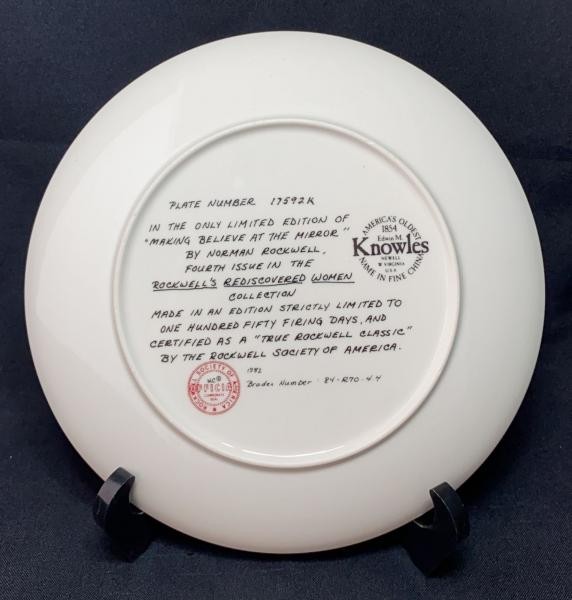 PLATE NUMBER 17592K
IN THE ONLY LIMITED EDITION OF
"MAKING BELIEVE AT THE MIRROR"
BY NORMAN ROCKWELL,
FOURTH ISSUE IN THE
ROCKWELL'S REDISCOVERED WOMEN
COLLECTION
MADE IN AN EDITION STRICTLY LIMITED TO
ONE HUNDRED FIFTY FIRING DAYS, AND
CERTIFIED AS A "TRUE ROCKWELL CLASSIC"
BY THE ROCKWELL SOCIETY OF AMERICA.
AMERICA'S OLDEST
1854
Edwin M.
Knowles
NEWELL
W VIRGINIA
U.S.A
NAME IN FINE CHINA
SOCIETY OF
ROCK
1982
Bradex Number 84-R70-4.4